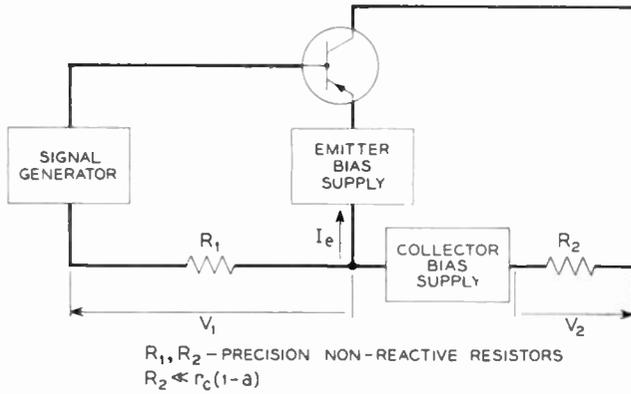 SIGNAL
GENERATOR
EMITTER
BIAS
SUPPLY
Ie
R1
COLLECTOR
BIAS
SUPPLY
R2
V1
V2
R1, R2 – PRECISION NON-REACTIVE RESISTORS
R2 ≪ rc(1-a)